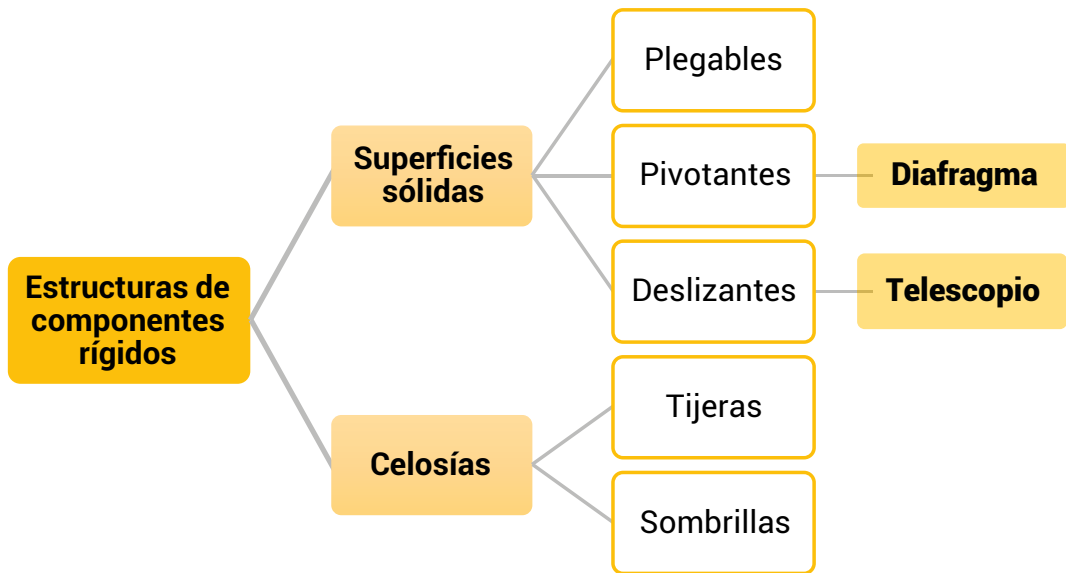 Estructuras de
componentes
rígidos
Superficies
sólidas
Plegables
Pivotantes
Diafragma
Deslizantes
Telescopio
Celosías
Tijeras
Sombrillas